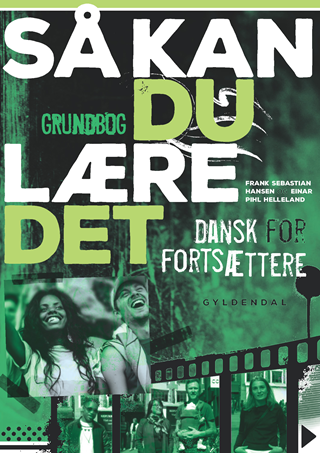 SÅ KAN
GRUNDBOG
DU
LÆRE
DET
FRANK SEBASTIAN
HANSEN EINAR
PIHL HELLELAND
DANSK FOR
FORTSÆTTERE
GYLDENDAL